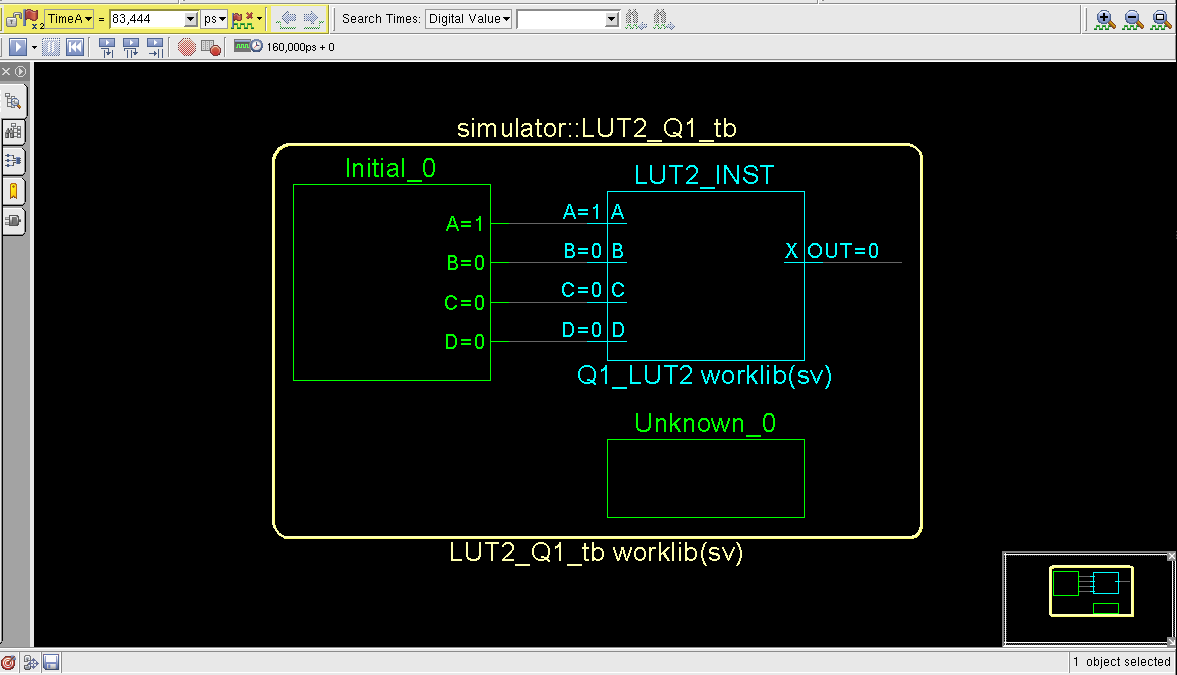 x2 TimeA = 83,444 ps Search Times: Digital Value
160,000ps + 0
simulator::LUT2_Q1_tb
Initial_0
LUT2_INST
A=1 A=1 A
B=0 B=0 B X OUT=0
C=0 C=0 C
D=0 D=0 D
Q1_LUT2 worklib(sv)
Unknown_0
LUT2_Q1_tb worklib(sv)
1 object selected